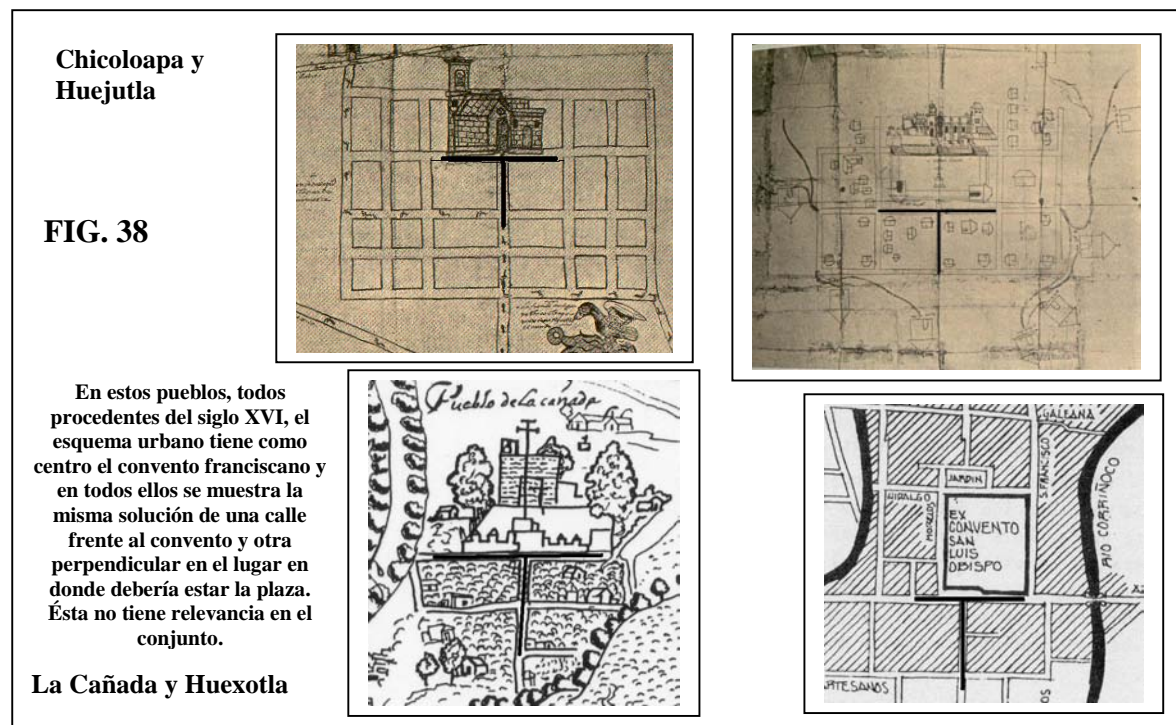 Chicoloapa y
Huejutla
FIG. 38
En estos pueblos, todos
procedentes del siglo XVI, el
esquema urbano tiene como
centro el convento franciscano y
en todos ellos se muestra la
misma solución de una calle
frente al convento y otra
perpendicular en el lugar en
donde debería estar la plaza.
Ésta no tiene relevancia en el
conjunto.
La Cañada y Huexotla
Pueblo de la cañada
GALEANA
S. FRANCISCO
JARDIN
HIDALGO
MORELOS
EX
CONVENTO
SAN
LUIS
OBISPO
RIO CORRIÑOCO
ARTESANOS